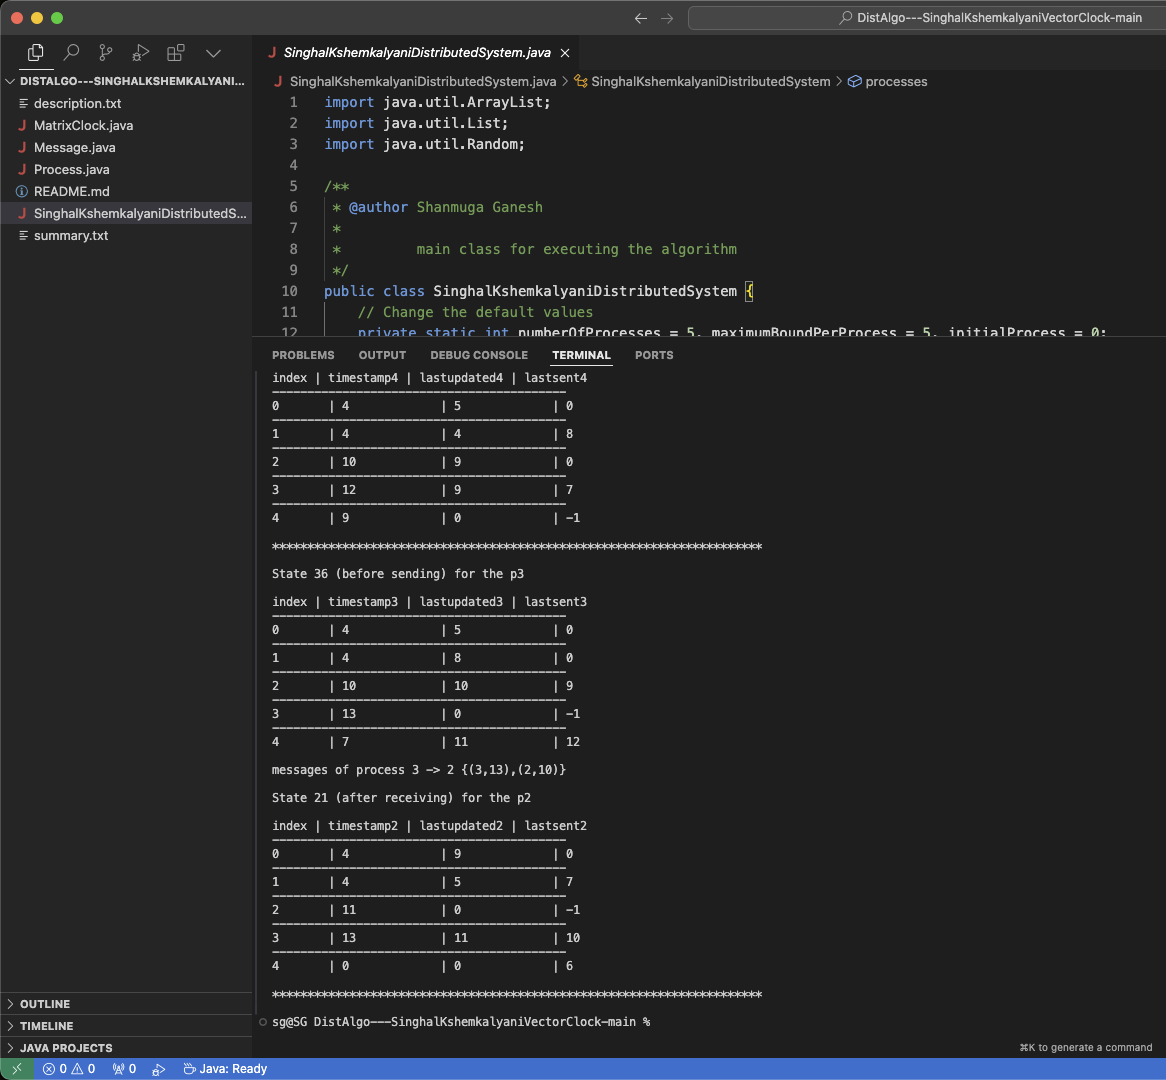 DistAlgo---SinghalKshemkalyaniVectorClock-main
DISTALGO---SINGHALKSHEMKALYANI...
description.txt
MatrixClock.java
Message.java
Process.java
README.md
SinghalKshemkalyaniDistributedS...
summary.txt
OUTLINE
TIMELINE
JAVA PROJECTS
SinghalKshemkalyaniDistributedSystem.java
SinghalKshemkalyaniDistributedSystem.java > SinghalKshemkalyaniDistributedSystem > processes
1 import java.util.ArrayList;
2 import java.util.List;
3 import java.util.Random;
4
5 /**
6 * @author Shanmuga Ganesh
7 *
8 * main class for executing the algorithm
9 */
10 public class SinghalKshemkalyaniDistributedSystem {
11 // Change the default values
12 private static int numberOfProcesses = 5, maximumBoundPerProcess = 5, initialProcess = 0;
PROBLEMS OUTPUT DEBUG CONSOLE TERMINAL PORTS
index | timestamp4 | lastupdated4 | lastsent4
------------------------------------------
0 | 4 | 5 | 0
------------------------------------------
1 | 4 | 4 | 8
------------------------------------------
2 | 10 | 9 | 0
------------------------------------------
3 | 12 | 9 | 7
------------------------------------------
4 | 9 | 0 | -1
**********************************************************************
State 36 (before sending) for the p3
index | timestamp3 | lastupdated3 | lastsent3
------------------------------------------
0 | 4 | 5 | 0
------------------------------------------
1 | 4 | 8 | 0
------------------------------------------
2 | 10 | 10 | 9
------------------------------------------
3 | 13 | 0 | -1
------------------------------------------
4 | 7 | 11 | 12
messages of process 3 -> 2 {(3,13),(2,10)}
State 21 (after receiving) for the p2
index | timestamp2 | lastupdated2 | lastsent2
------------------------------------------
0 | 4 | 9 | 0
------------------------------------------
1 | 4 | 5 | 7
------------------------------------------
2 | 11 | 0 | -1
------------------------------------------
3 | 13 | 11 | 10
------------------------------------------
4 | 0 | 0 | 6
**********************************************************************
sg@SG DistAlgo---SinghalKshemkalyaniVectorClock-main %
⌘K to generate a command
0 0 0 Java: Ready